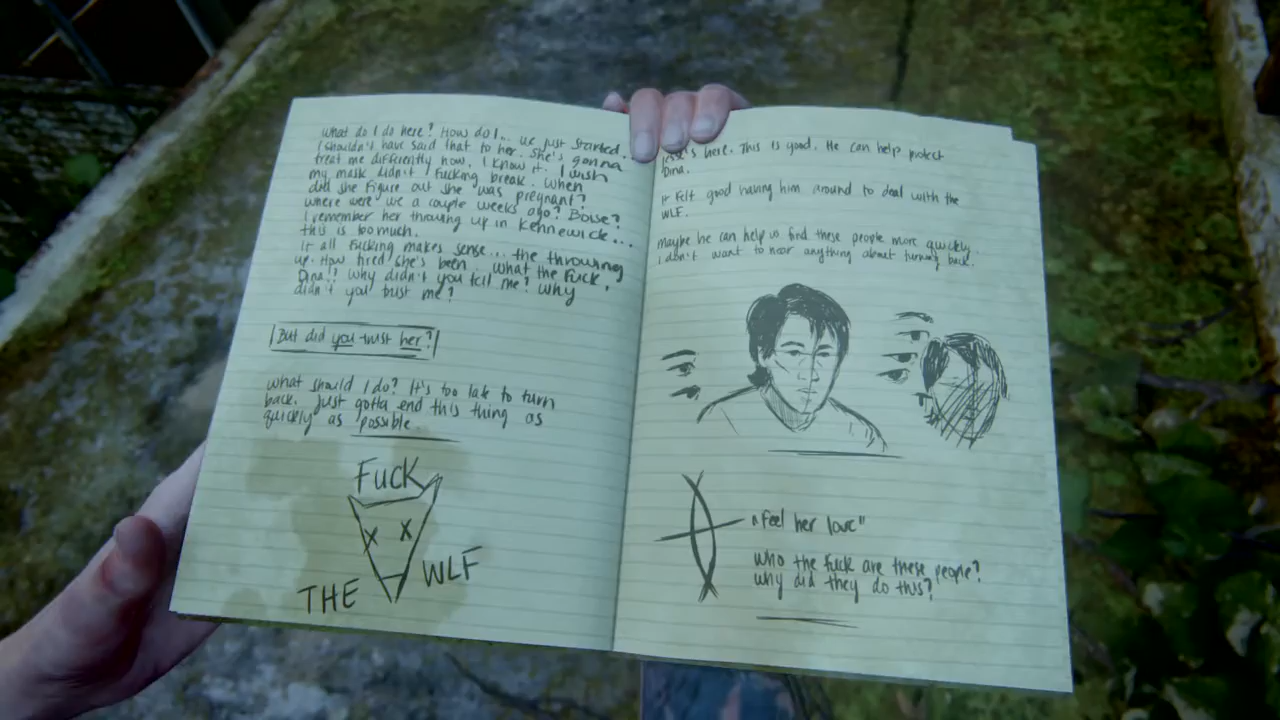 What do I do here? How do I... we just started.
I shouldn't have said that to her. She's gonna
treat me differently now. I know it. I wish
my mask didn't fucking break. When
did she figure out she was pregnant?
where were we a couple weeks ago? Boise?
I remember her throwing up in Kennewick...
this is too much.
It all fucking makes sense... the throwing
up. How tired she's been... what the fuck,
Dina? Why didn't you tell me? why
didn't you trust me?
But did you trust her?
What should I do? It's too late to turn
back. Just gotta end this thing as
quickly as possible
FUCK
THE WLF
Jesse's here. This is good. He can help protect
Dina.
It felt good having him around to deal with the
WLF.
Maybe he can help us find these people more quickly.
I don't want to hear anything about turning back.
"Feel her love"
Who the fuck are these people?
Why did they do this?